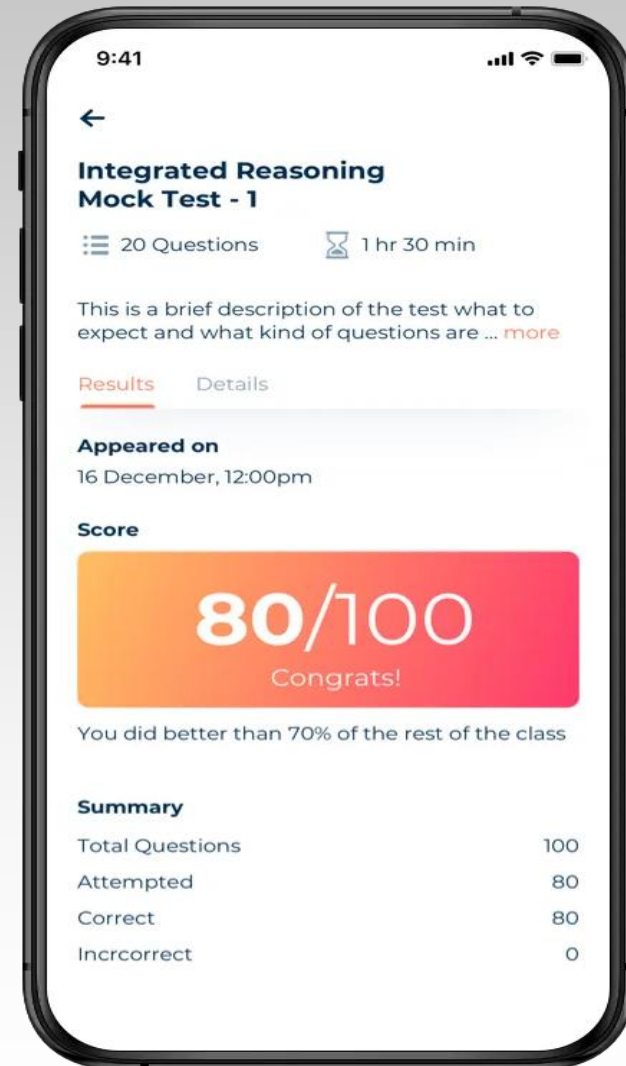 9:41
Integrated Reasoning
Mock Test - 1
20 Questions 1 hr 30 min
This is a brief description of the test what to
expect and what kind of questions are ... more
Results Details
Appeared on
16 December, 12:00pm
Score
80/100
Congrats!
You did better than 70% of the rest of the class
Summary
Total Questions 100
Attempted 80
Correct 80
Incrcorrect 0